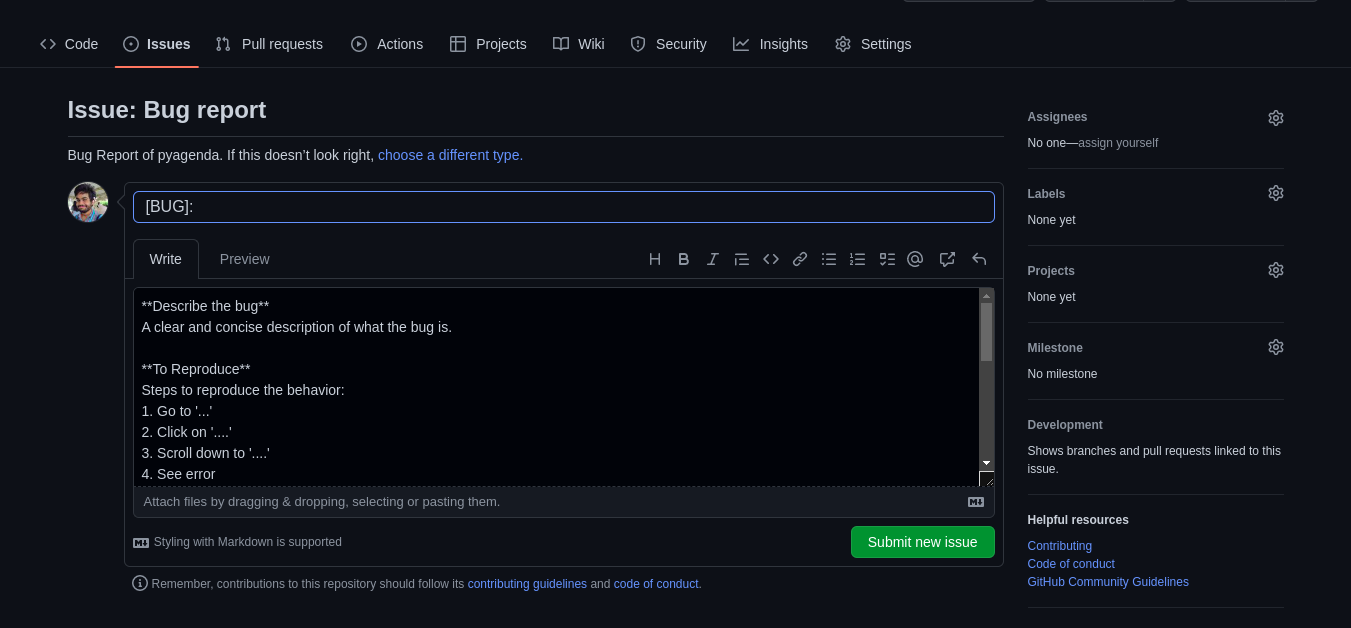 Code Issues Pull requests Actions Projects Wiki Security Insights Settings
Issue: Bug report
Bug Report of pyagenda. If this doesn’t look right, choose a different type.
[BUG]:
Write Preview
**Describe the bug**
A clear and concise description of what the bug is.
**To Reproduce**
Steps to reproduce the behavior:
1. Go to '...'
2. Click on '....'
3. Scroll down to '....'
4. See error
Attach files by dragging & dropping, selecting or pasting them.
Styling with Markdown is supported
Submit new issue
Remember, contributions to this repository should follow its contributing guidelines and code of conduct.
Assignees
No one—assign yourself
Labels
None yet
Projects
None yet
Milestone
No milestone
Development
Shows branches and pull requests linked to this
issue.
Helpful resources
Contributing
Code of conduct
GitHub Community Guidelines